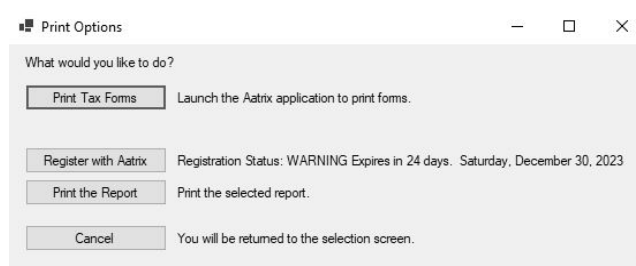 Print Options
What would you like to do?
Print Tax Forms Launch the Aatrix application to print forms.
Register with Aatrix Registration Status: WARNING Expires in 24 days. Saturday, December 30, 2023
Print the Report Print the selected report.
Cancel You will be returned to the selection screen.